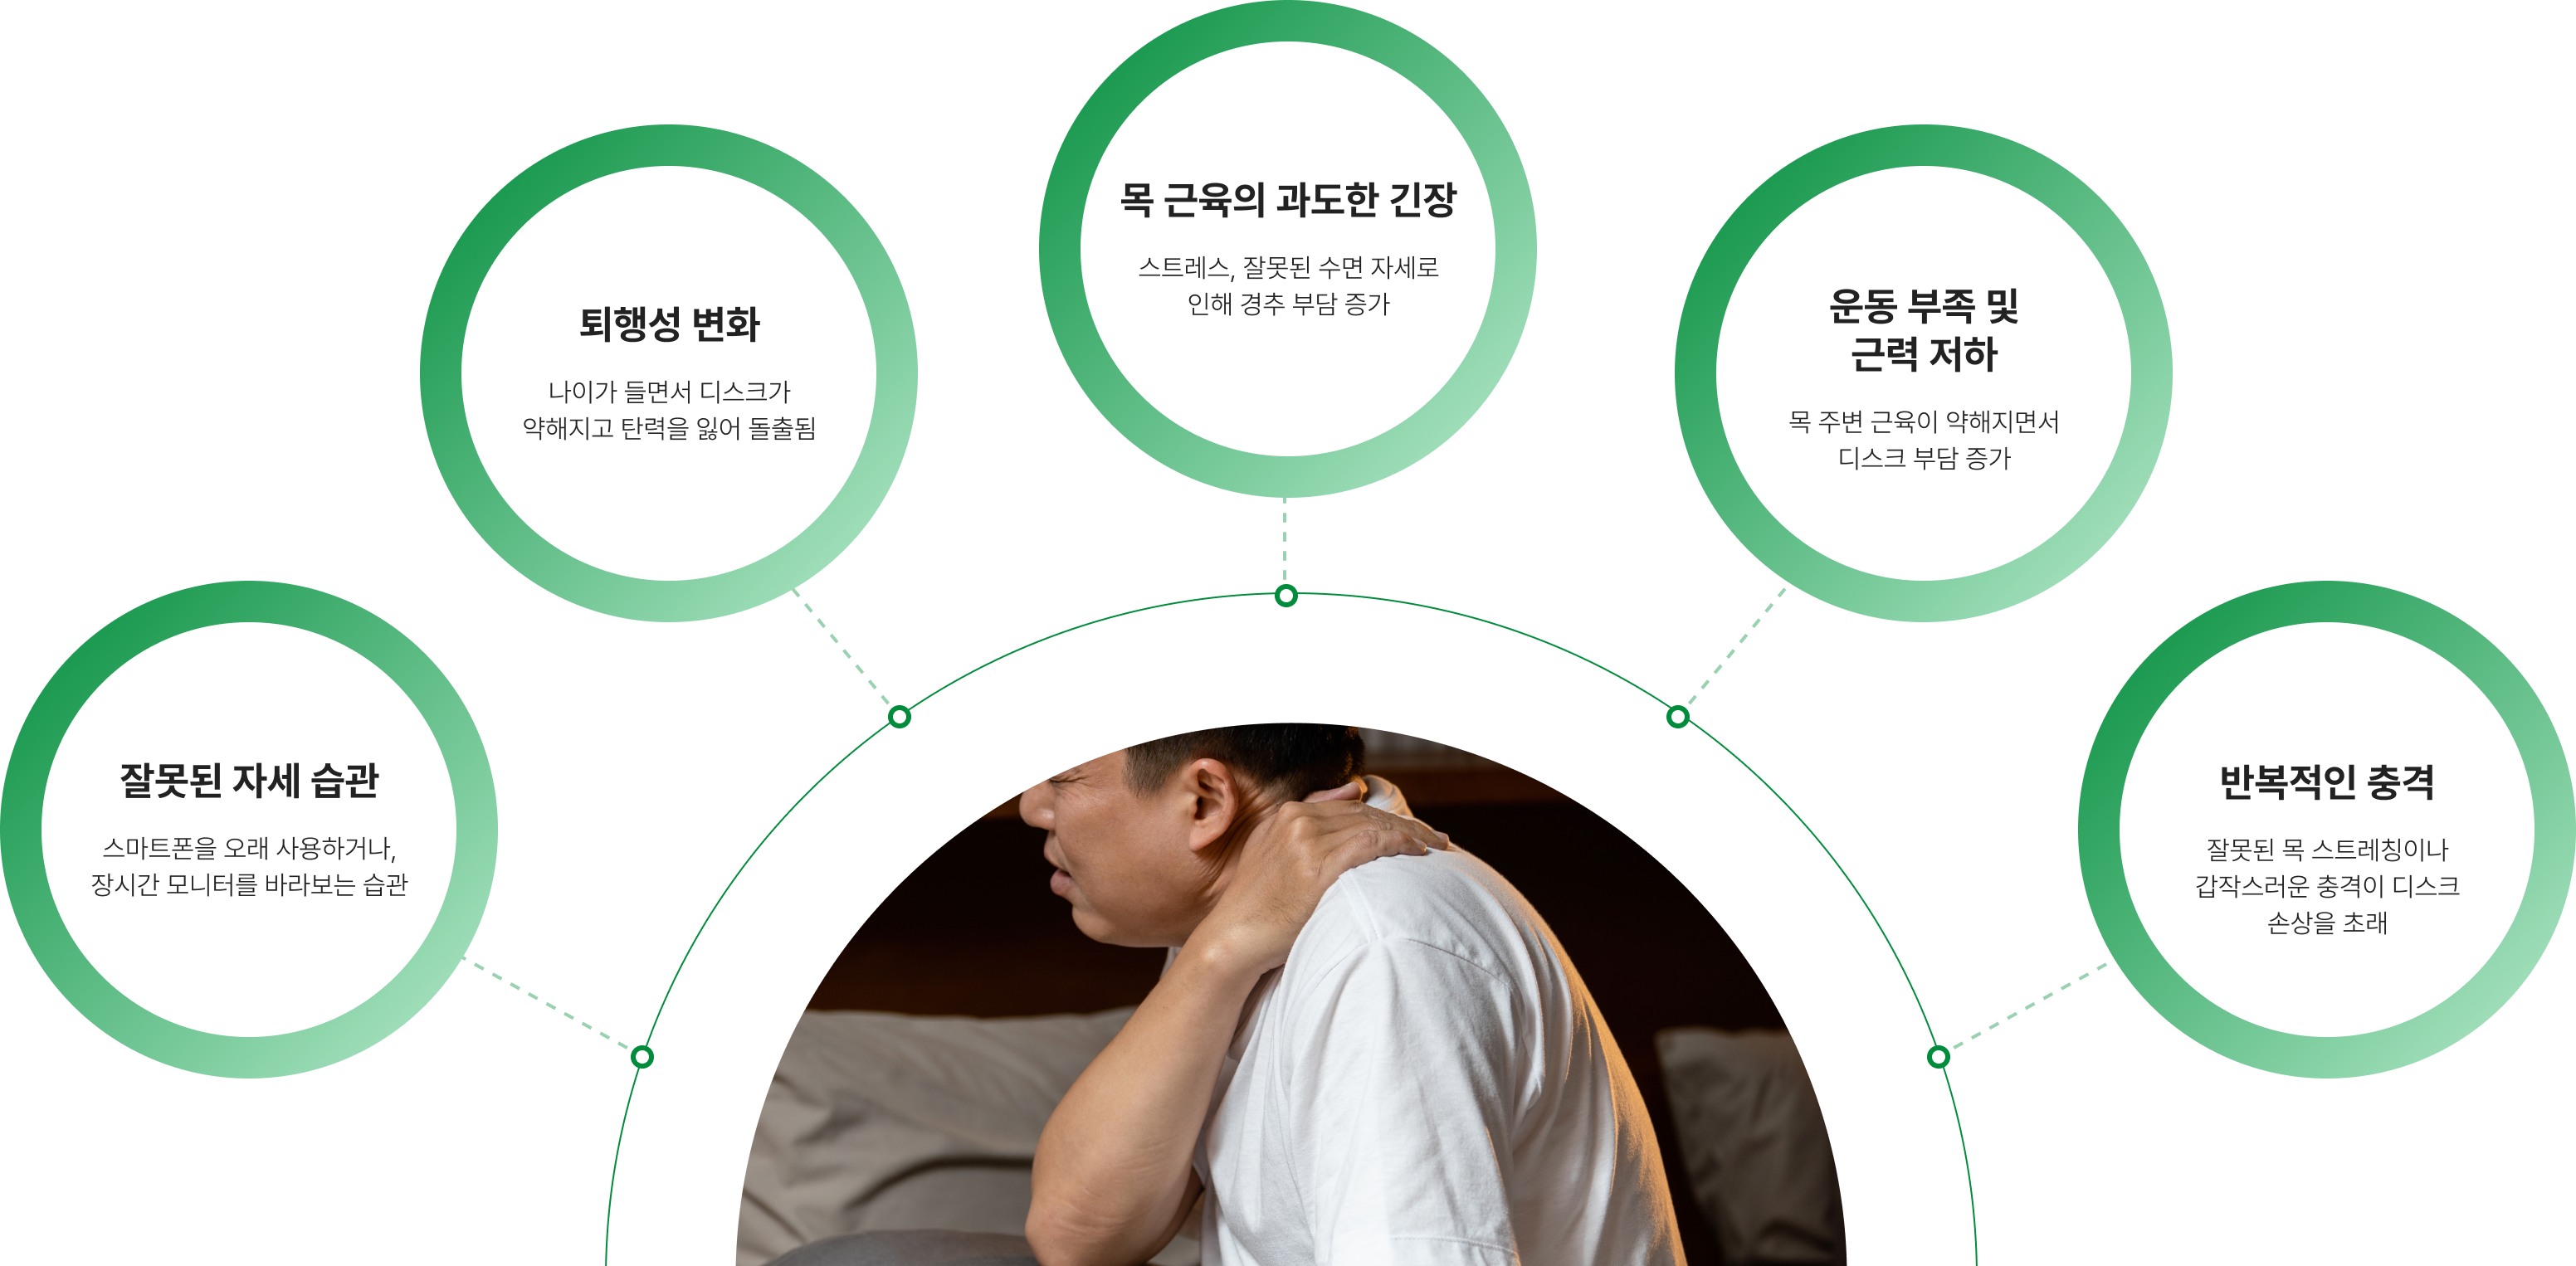 잘못된 자세 습관
스마트폰을 오래 사용하거나,
장시간 모니터를 바라보는 습관
퇴행성 변화
나이가 들면서 디스크가
약해지고 탄력을 잃어 돌출됨
목 근육의 과도한 긴장
스트레스, 잘못된 수면 자세로
인해 경추 부담 증가
운동 부족 및
근력 저하
목 주변 근육이 약해지면서
디스크 부담 증가
반복적인 충격
잘못된 목 스트레칭이나
갑작스러운 충격이 디스크
손상을 초래